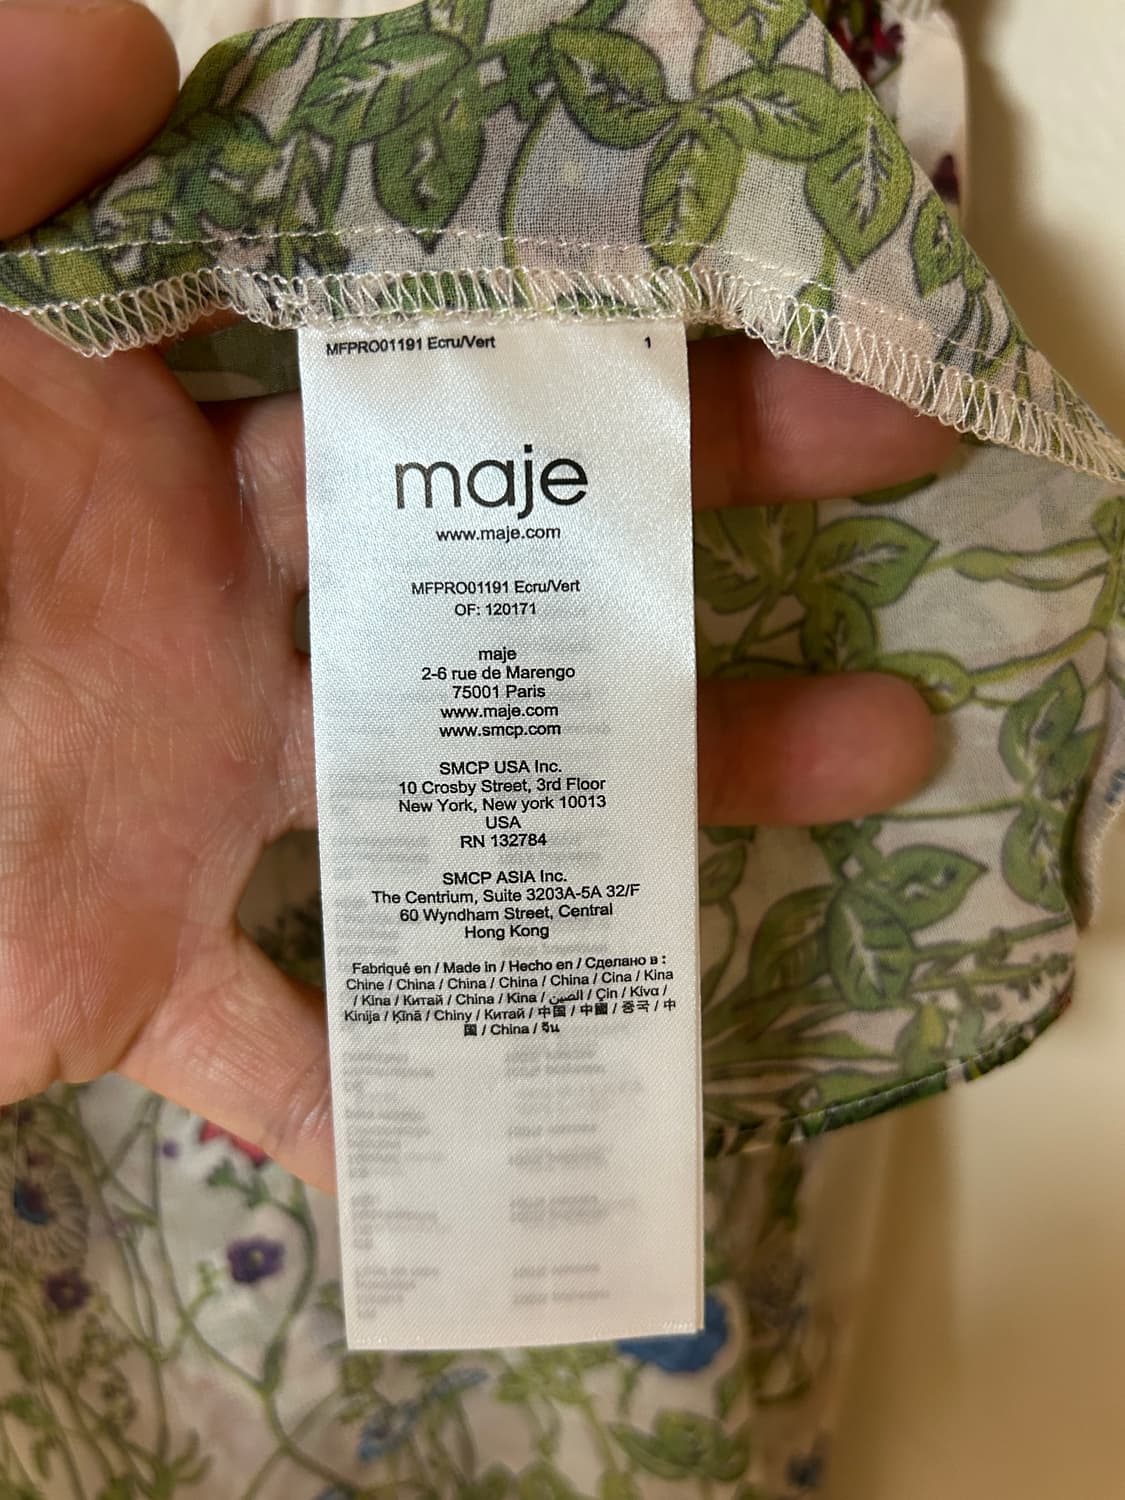 MFPRO01191 Ecru/Vert 1
maje
www.maje.com
MFPRO01191 Ecru/Vert
OF: 120171
maje
2-6 rue de Marengo
75001 Paris
www.maje.com
www.smcp.com
SMCP USA Inc.
10 Crosby Street, 3rd Floor
New York, New york 10013
USA
RN 132784
SMCP ASIA Inc.
The Centrium, Suite 3203A-5A 32/F
60 Wyndham Street, Central
Hong Kong
Fabriqué en / Made in / Hecho en / Сделано в :
Chine / China / China / China / China / Cina / Kina
/ Kina / Китай / China / Kina / الصين / Çin / Κίνα /
Kinija / Ķīnā / Chiny / Китай / 中国 / 中國 / 중국 / 中
国 / China / จีน